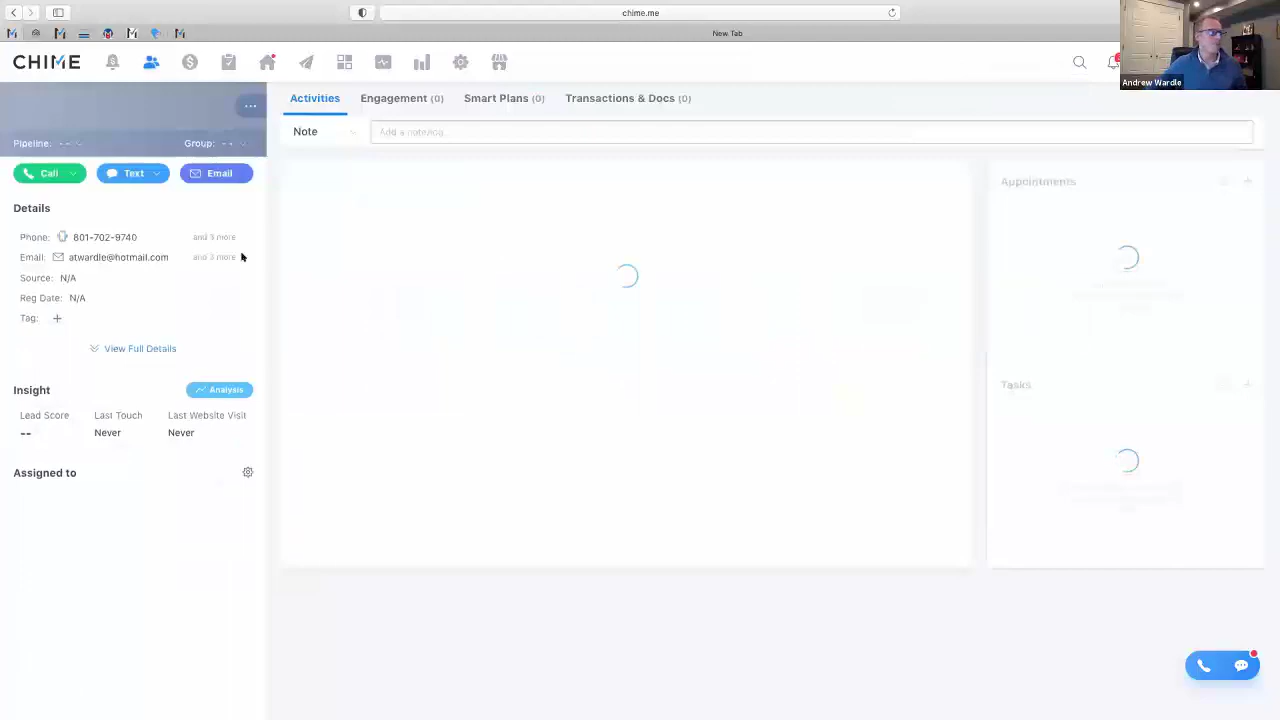 chime.me
New Tab
CHIME
Andrew Wardle
Activities
Engagement (0)
Smart Plans (0)
Transactions & Docs (0)
Note
Add a note/log
Pipeline: --
Group: --
Call
Text
Email
Details
Phone: 801-702-9740 and 3 more
Email: atwardle@hotmail.com and 3 more
Source: N/A
Reg Date: N/A
Tag: +
View Full Details
Insight
Analysis
Lead Score
Last Touch
Last Website Visit
--
Never
Never
Assigned to
Appointments
Tasks